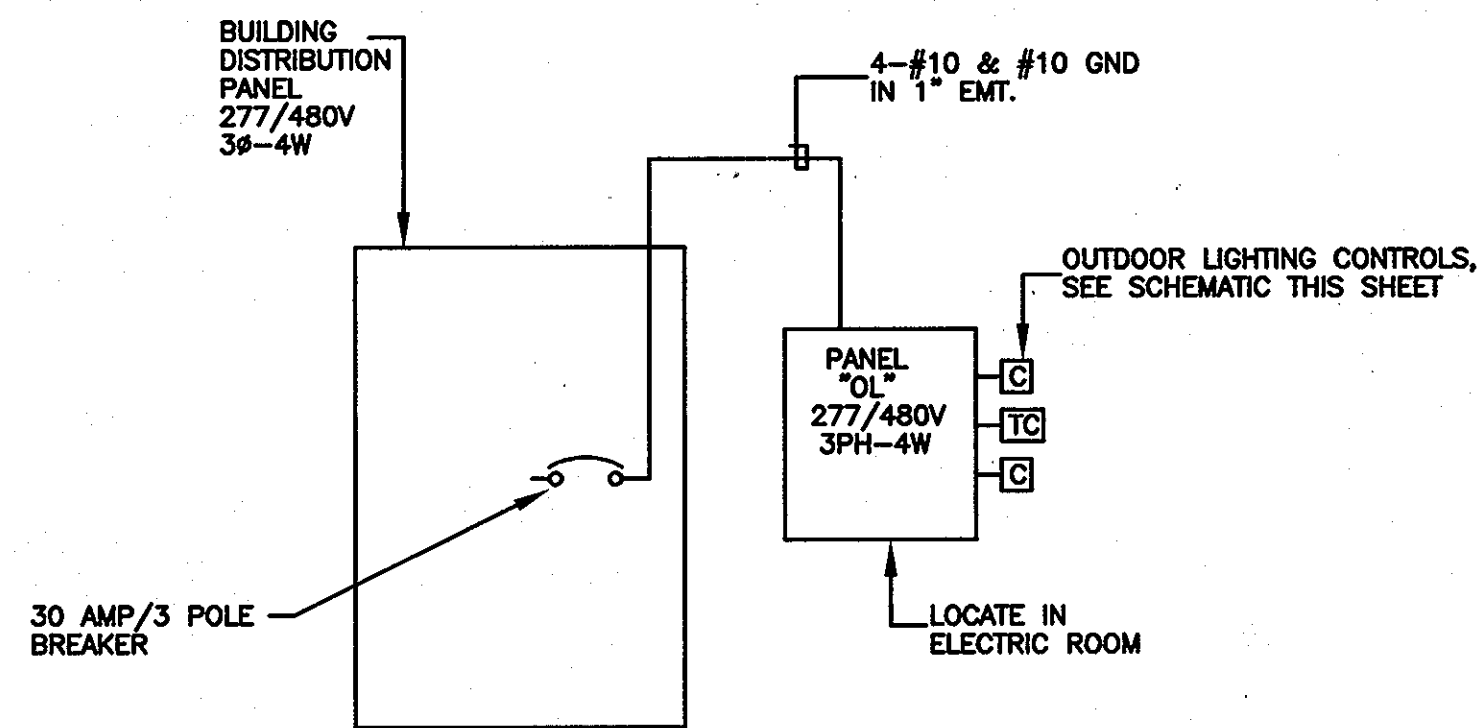 BUILDING
DISTRIBUTION
PANEL
277/480V
3ø-4W
4-#10 & #10 GND
IN 1" EMT.
OUTDOOR LIGHTING CONTROLS,
SEE SCHEMATIC THIS SHEET
PANEL
"OL"
277/480V
3PH-4W
C
TC
C
30 AMP/3 POLE
BREAKER
LOCATE IN
ELECTRIC ROOM